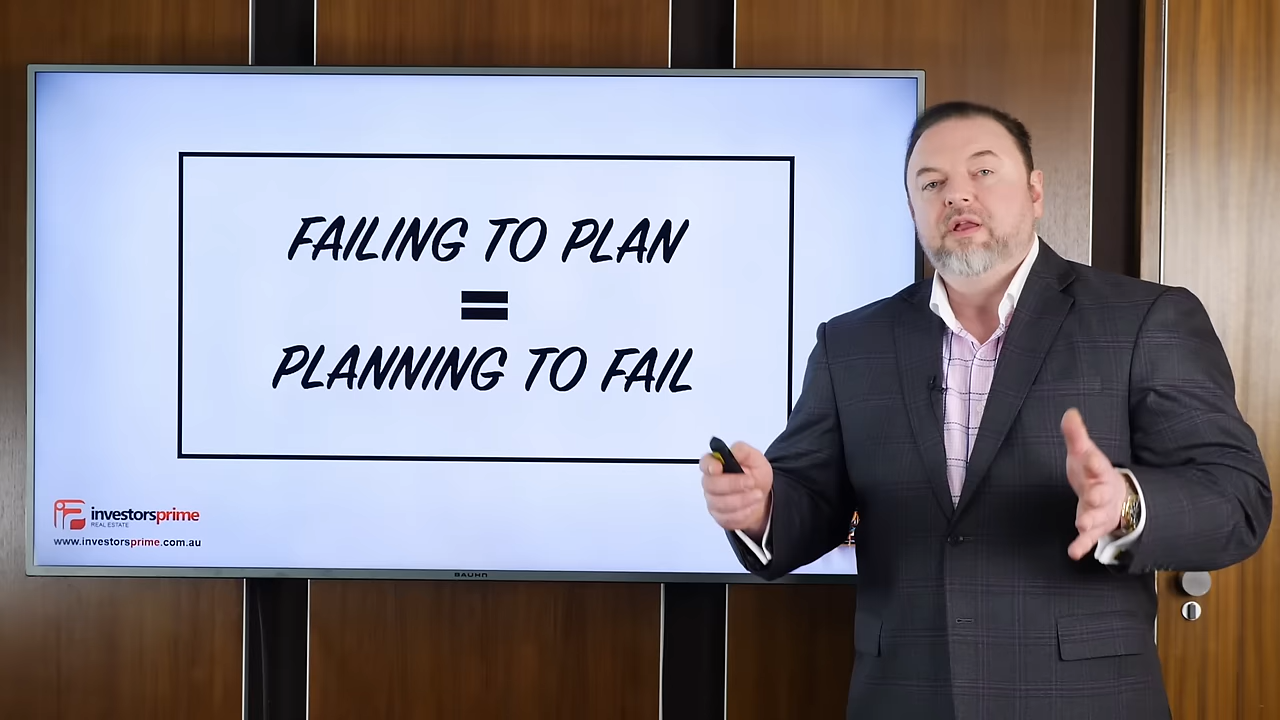 FAILING TO PLAN
=
PLANNING TO FAIL
investorsprime
REAL ESTATE
www.investorsprime.com.au
BAUHN